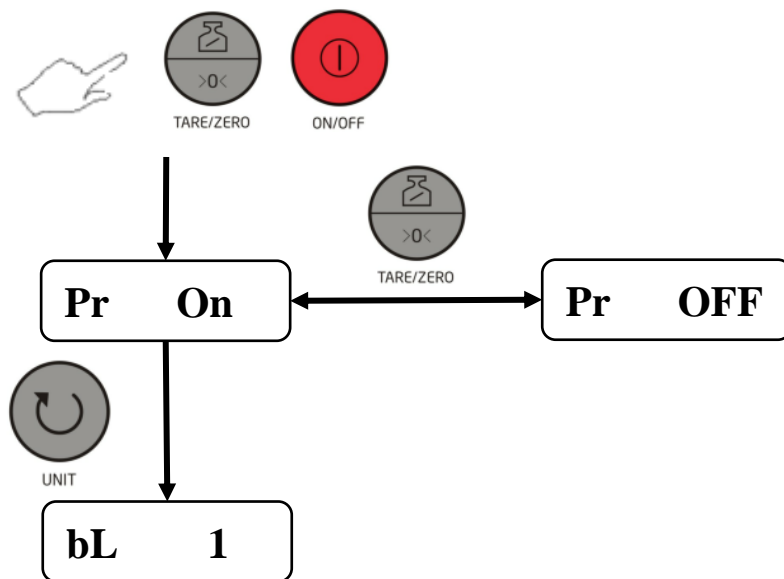 >0<
TARE/ZERO
ON/OFF
>0<
TARE/ZERO
Pr On
Pr OFF
UNIT
bL 1